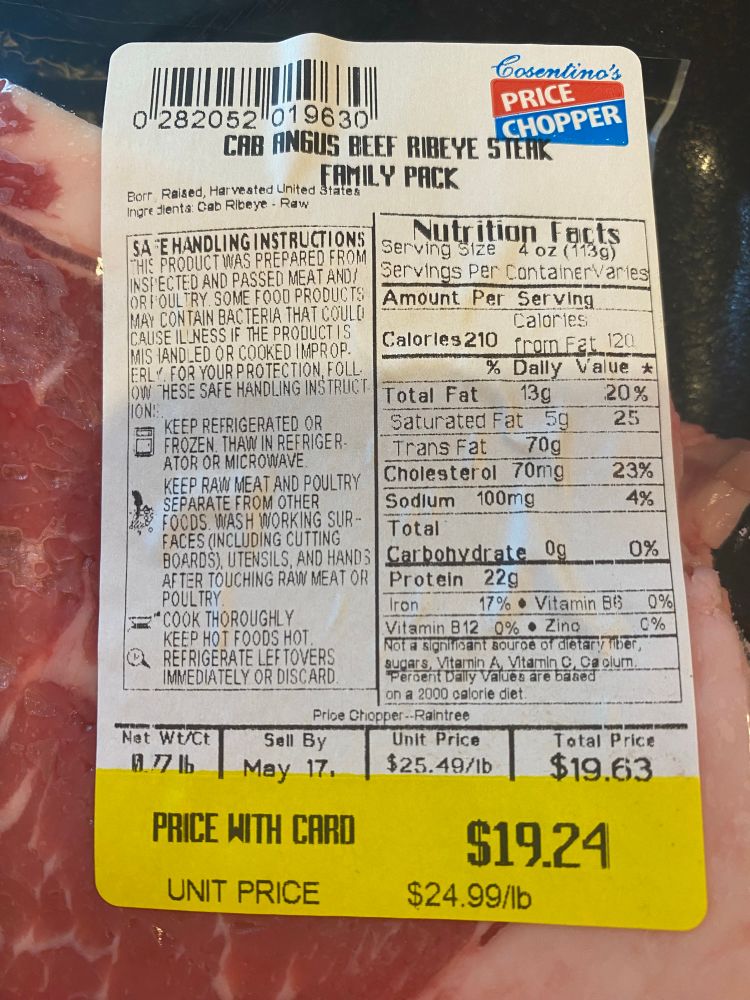 Cosentino's
PRICE
CHOPPER
0 282052 019630
CAB ANGUS BEEF RIBEYE STEAK
FAMILY PACK
Born, Raised, Harvested United States
Ingredients: Cab Ribeye - Raw
SAFE HANDLING INSTRUCTIONS
THIS PRODUCT WAS PREPARED FROM
INSPECTED AND PASSED MEAT AND/
OR POULTRY. SOME FOOD PRODUCTS
MAY CONTAIN BACTERIA THAT COULD
CAUSE ILLNESS IF THE PRODUCT IS
MISHANDLED OR COOKED IMPROP-
ERLY. FOR YOUR PROTECTION, FOLL-
OW THESE SAFE HANDLING INSTRUCT-
IONS:
KEEP REFRIGERATED OR
FROZEN. THAW IN REFRIGER-
ATOR OR MICROWAVE.
KEEP RAW MEAT AND POULTRY
SEPARATE FROM OTHER
FOODS. WASH WORKING SUR-
FACES (INCLUDING CUTTING
BOARDS), UTENSILS, AND HANDS
AFTER TOUCHING RAW MEAT OR
POULTRY.
COOK THOROUGHLY
KEEP HOT FOODS HOT.
REFRIGERATE LEFTOVERS
IMMEDIATELY OR DISCARD.
Nutrition Facts
Serving Size 4 oz (113g)
Servings Per Container Varies
Amount Per Serving
Calories 210 Calories from Fat 120
% Daily Value *
Total Fat 13g 20%
Saturated Fat 5g 25
Trans Fat 70g
Cholesterol 70mg 23%
Sodium 100mg 4%
Total
Carbohydrate 0g 0%
Protein 22g
Iron 17% • Vitamin B6 0%
Vitamin B12 0% • Zinc 0%
Not a significant source of dietary fiber,
sugars, Vitamin A, Vitamin C, Calcium.
*Percent Daily Values are based
on a 2000 calorie diet.
Price Chopper--Raintree
Net Wt/Ct Sell By Unit Price Total Price
0.77 lb May 17, $25.49/lb $19.63
PRICE WITH CARD $19.24
UNIT PRICE $24.99/lb